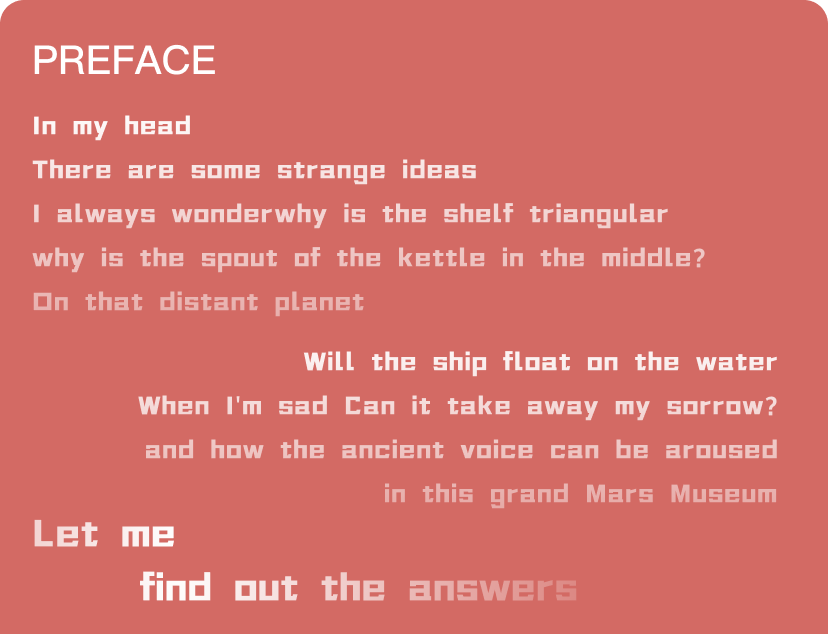 PREFACE
In my head
There are some strange ideas
I always wonderwhy is the shelf triangular
why is the spout of the kettle in the middle?
On that distant planet
Will the ship float on the water
When I'm sad Can it take away my sorrow?
and how the ancient voice can be aroused
in this grand Mars Museum
Let me
find out the answers